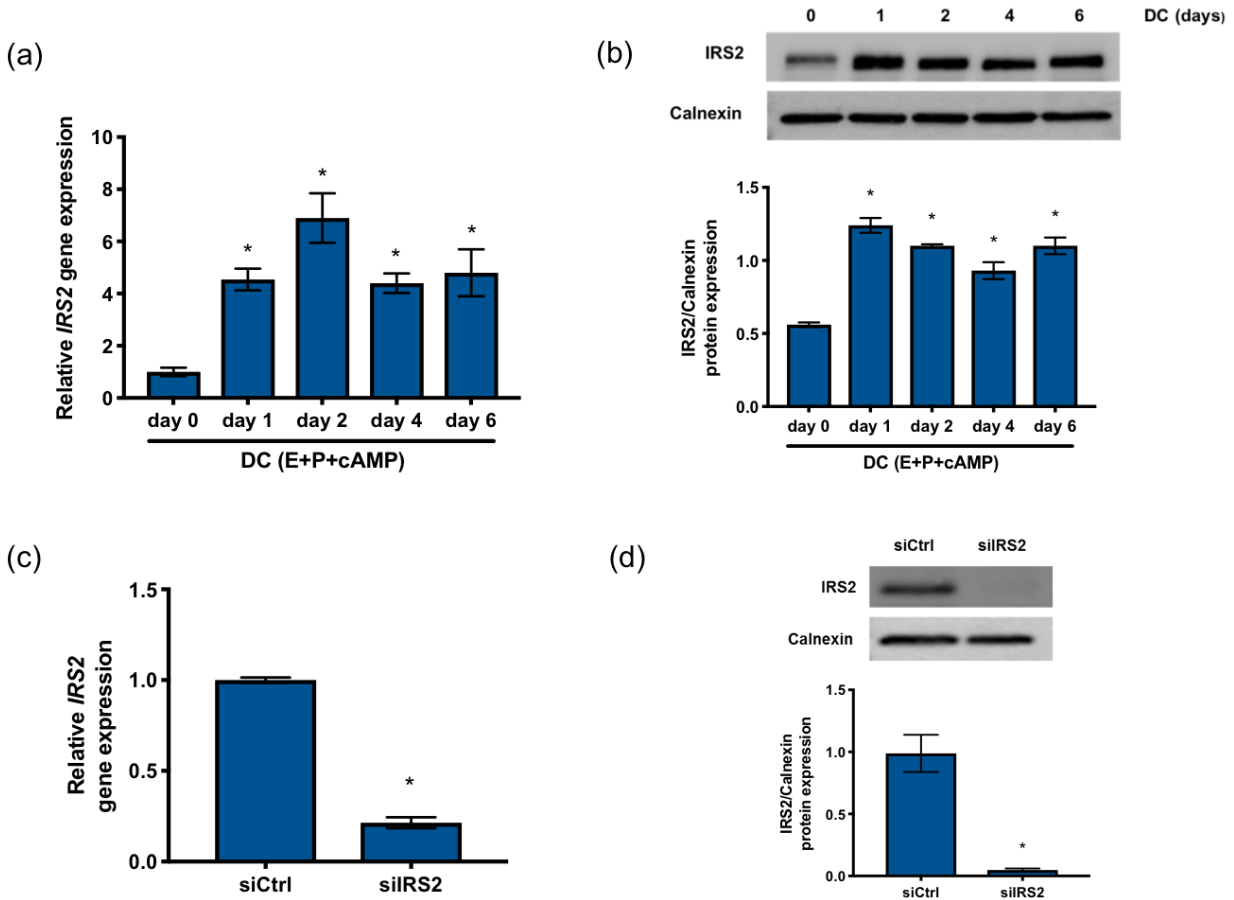 (a)
Relative IRS2 gene expression
10
8
6
4
2
0
*
*
*
*
day 0 day 1 day 2 day 4 day 6
DC (E+P+cAMP)
(b)
0 1 2 4 6 DC (days)
IRS2
Calnexin
IRS2/Calnexin
protein expression
1.5
1.0
0.5
0.0
*
*
*
*
day 0 day 1 day 2 day 4 day 6
DC (E+P+cAMP)
(c)
Relative IRS2
gene expression
1.5
1.0
0.5
0.0
*
siCtrl siIRS2
(d)
siCtrl siIRS2
IRS2
Calnexin
IRS2/Calnexin
protein expression
1.5
1.0
0.5
0.0
*
siCtrl siIRS2